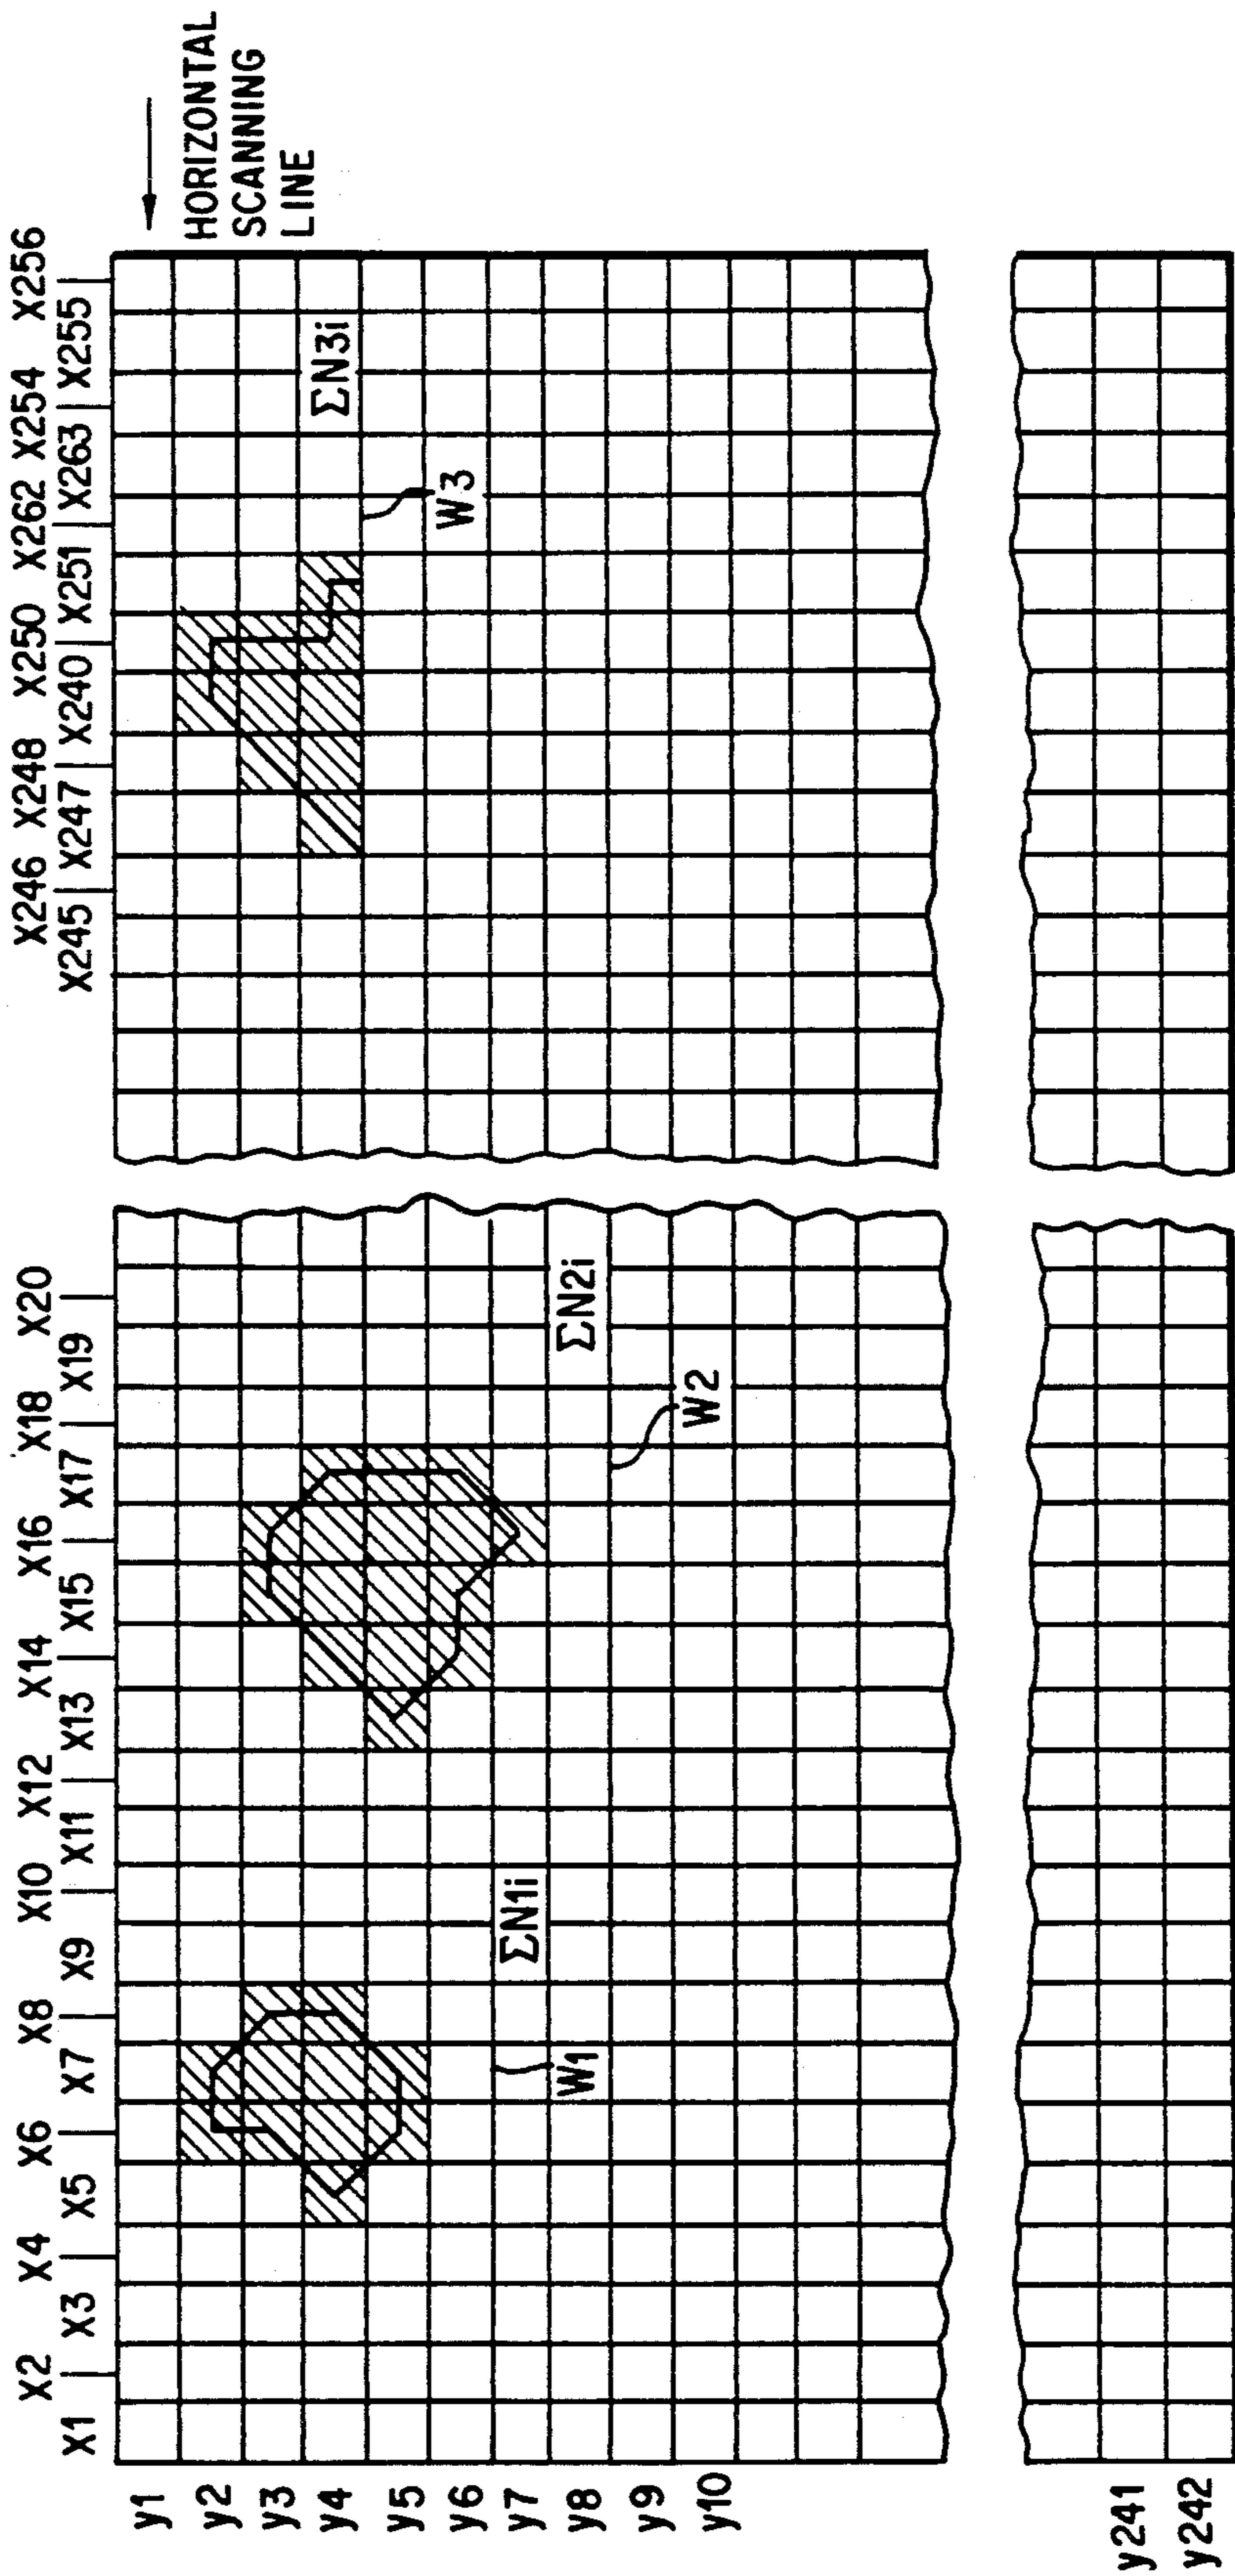 X2 X4 X6 X8 X10 X12 X14 X16 X18 X20 X246 X248 X250 X262 X254 X256
X1 X3 X5 X7 X9 X11 X13 X15 X17 X19 X245 X247 X240 X251 X263 X255
HORIZONTAL
SCANNING
LINE
y1
y2
y3
y4
y5
y6
y7
y8
y9
y10
y241
y242
ΣN3i
W3
ΣN1i
W1
ΣN2i
W2